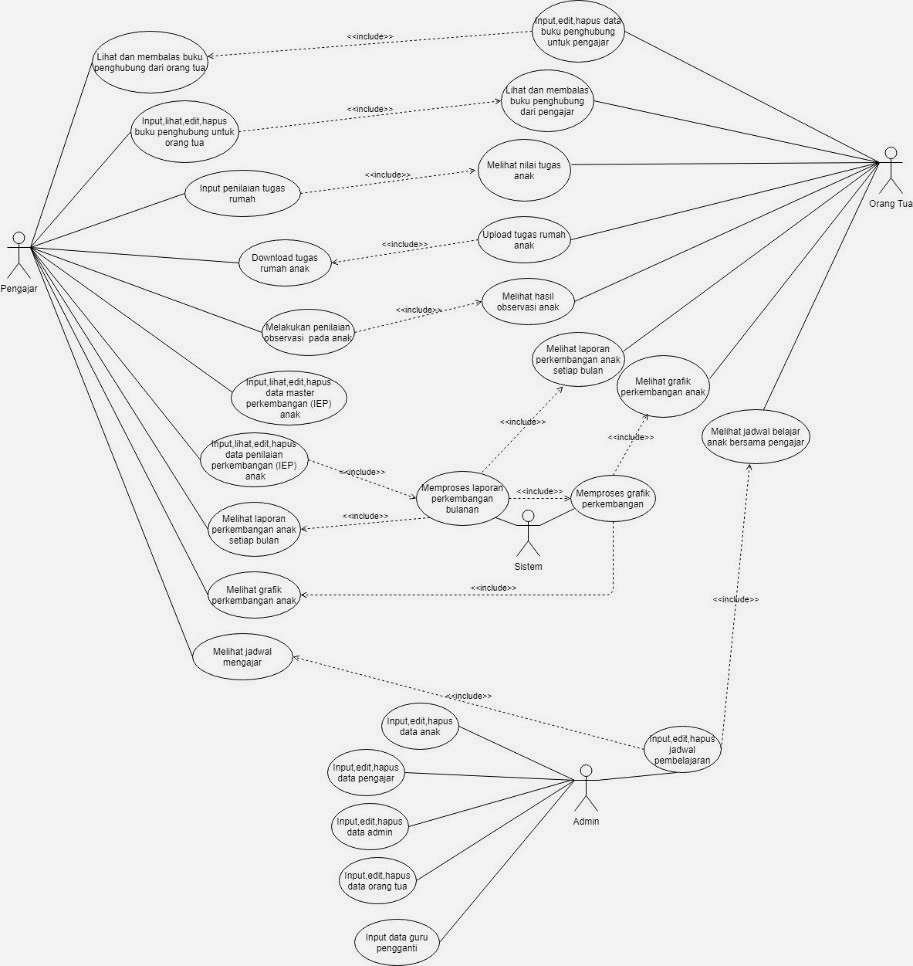 Input,edit,hapus data
buku penghubung
untuk pengajar
<<include>>
Lihat dan membalas buku
penghubung dari orang tua
Lihat dan membalas
buku penghubung
dari pengajar
<<include>>
Input,lihat,edit,hapus
buku penghubung untuk
orang tua
Melihat nilai tugas
anak
<<include>>
Input penilaian tugas
rumah
Orang Tua
Upload tugas rumah
anak
<<include>>
Download tugas
rumah anak
Pengajar
Melihat hasil
observasi anak
<<include>>
Melakukan penilaian
observasi pada anak
Melihat laporan
perkembangan anak
setiap bulan
Melihat grafik
perkembangan anak
Input,lihat,edit,hapus
data master
perkembangan (IEP)
anak
<<include>>
<<include>>
Melihat jadwal belajar
anak bersama pengajar
Input,lihat,edit,hapus
data penilaian
perkembangan (IEP)
anak
<<include>>
Memproses laporan
perkembangan
bulanan
<<include>>
Memproses grafik
perkembangan
<<include>>
Melihat laporan
perkembangan anak
setiap bulan
Sistem
<<include>>
Melihat grafik
perkembangan anak
<<include>>
Melihat jadwal
mengajar
<<include>>
Input,edit,hapus
data anak
Input,edit,hapus
jadwal
pembelajaran
Input,edit,hapus
data pengajar
Admin
Input,edit,hapus
data admin
Input,edit,hapus
data orang tua
Input data guru
pengganti